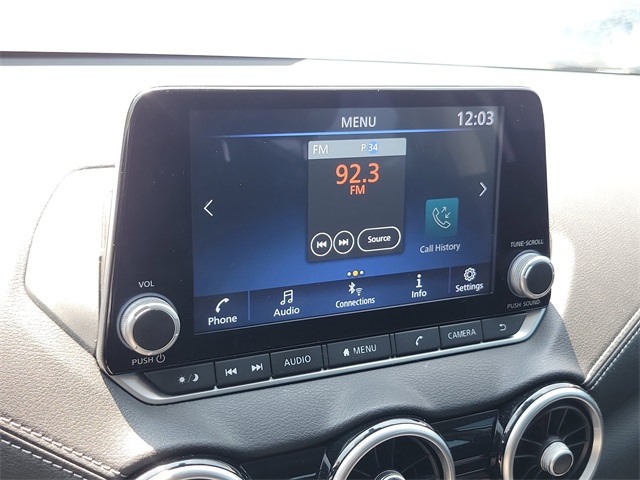 MENU 12:03
FM P 34
92.3
FM
Source
Call History
Phone Audio Connections Info Settings
VOL
PUSH
TUNE·SCROLL
PUSH SOUND
AUDIO MENU CAMERA